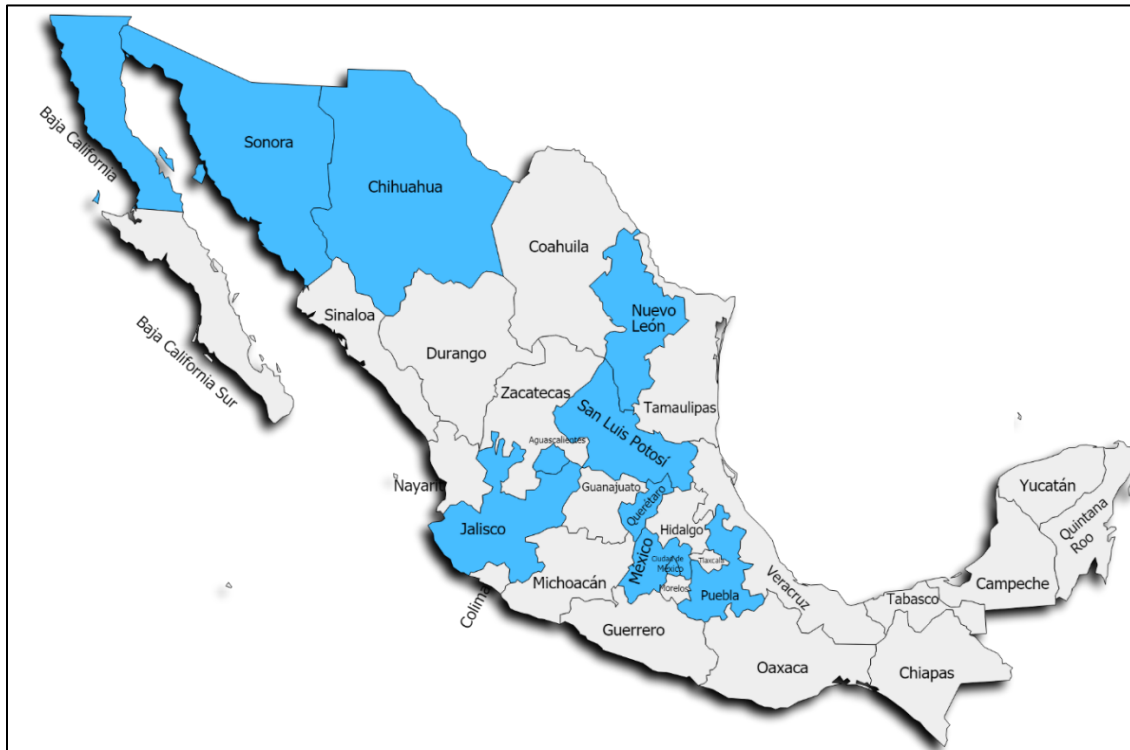 Baja California
Sonora
Chihuahua
Coahuila
Nuevo
León
Sinaloa
Durango
Baja California Sur
Zacatecas
Tamaulipas
San Luis Potosí
Aguascalientes
Nayarit
Guanajuato
Querétaro
Jalisco
Hidalgo
México
Ciudad de
México
Tlaxcala
Michoacán
Morelos
Puebla
Colima
Veracruz
Guerrero
Oaxaca
Tabasco
Chiapas
Campeche
Yucatán
Quintana
Roo